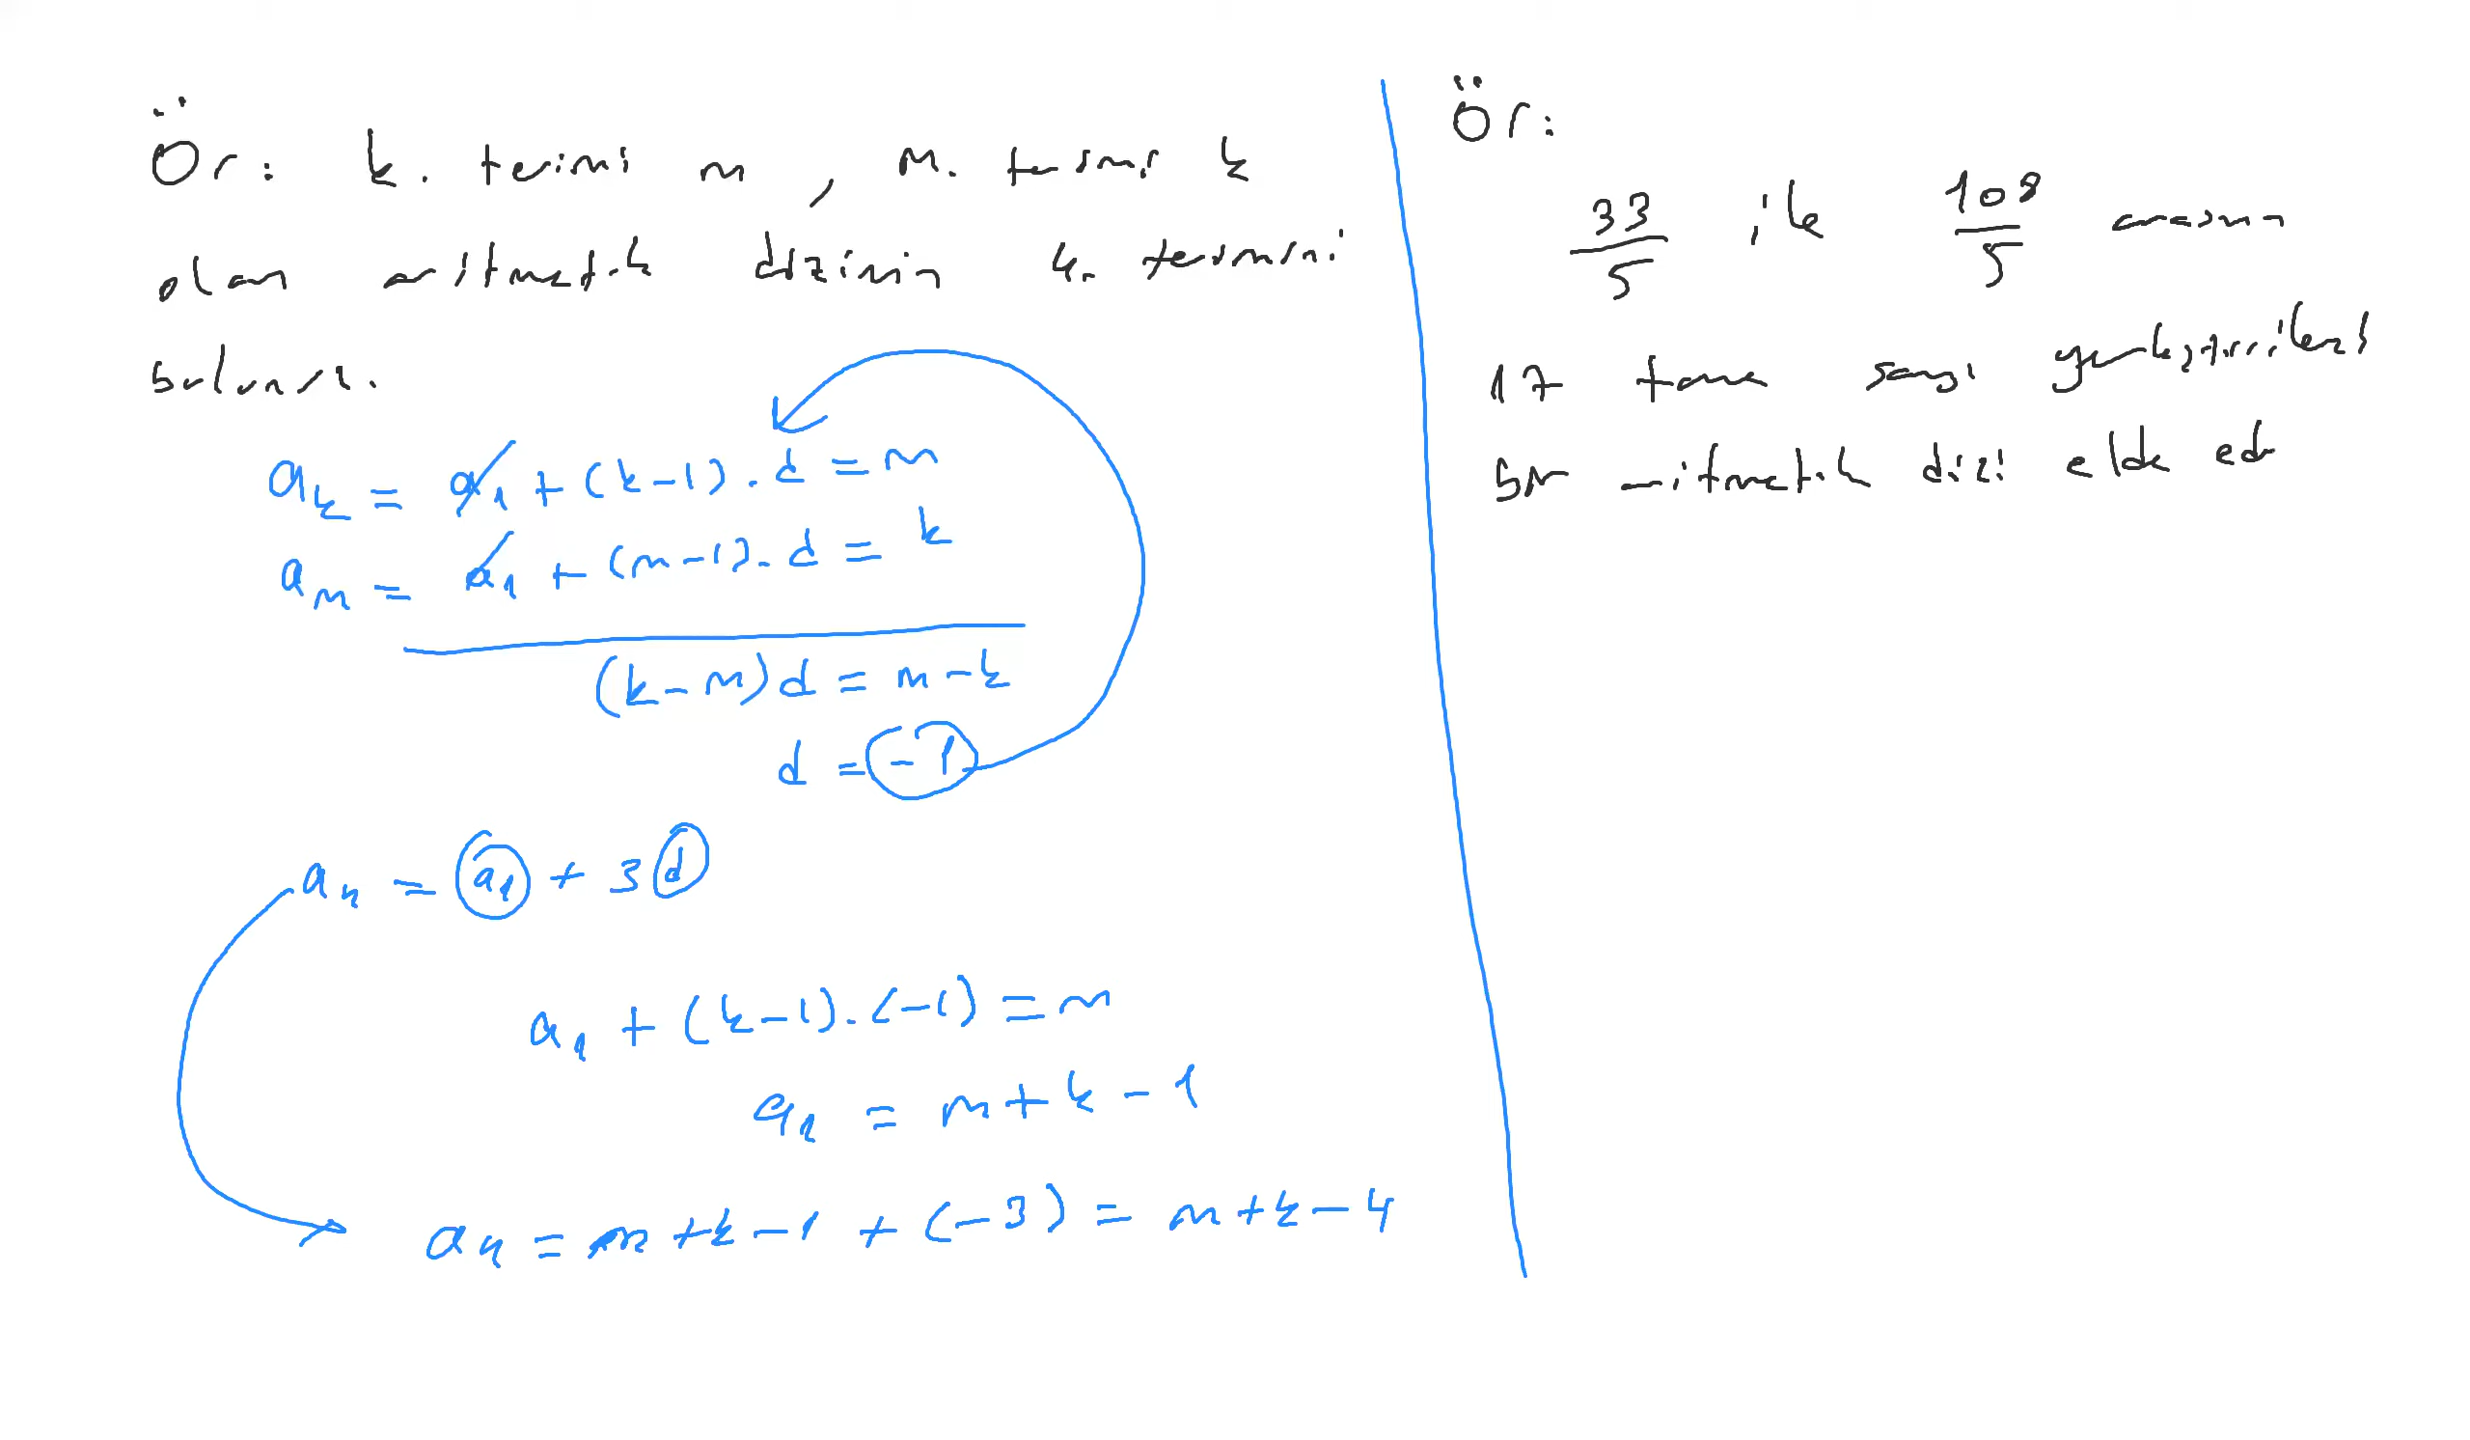 Ör: k. terimi m, m. terimi k
olan aritmetik dizinin 4. terimini
bulunuz.
a_k = a_1 + (k-1).d = m
a_m = a_1 + (m-1).d = k
(k-m)d = m-k
d = -1
a_4 = a_1 + 3d
a_1 + (k-1).(-1) = m
a_1 = m+k-1
a_4 = m+k-1 + (-3) = m+k-4
Ör:
33/5 ile 108/5 arasına
17 tane sayı yerleştirilerek
bir aritmetik dizi elde ed